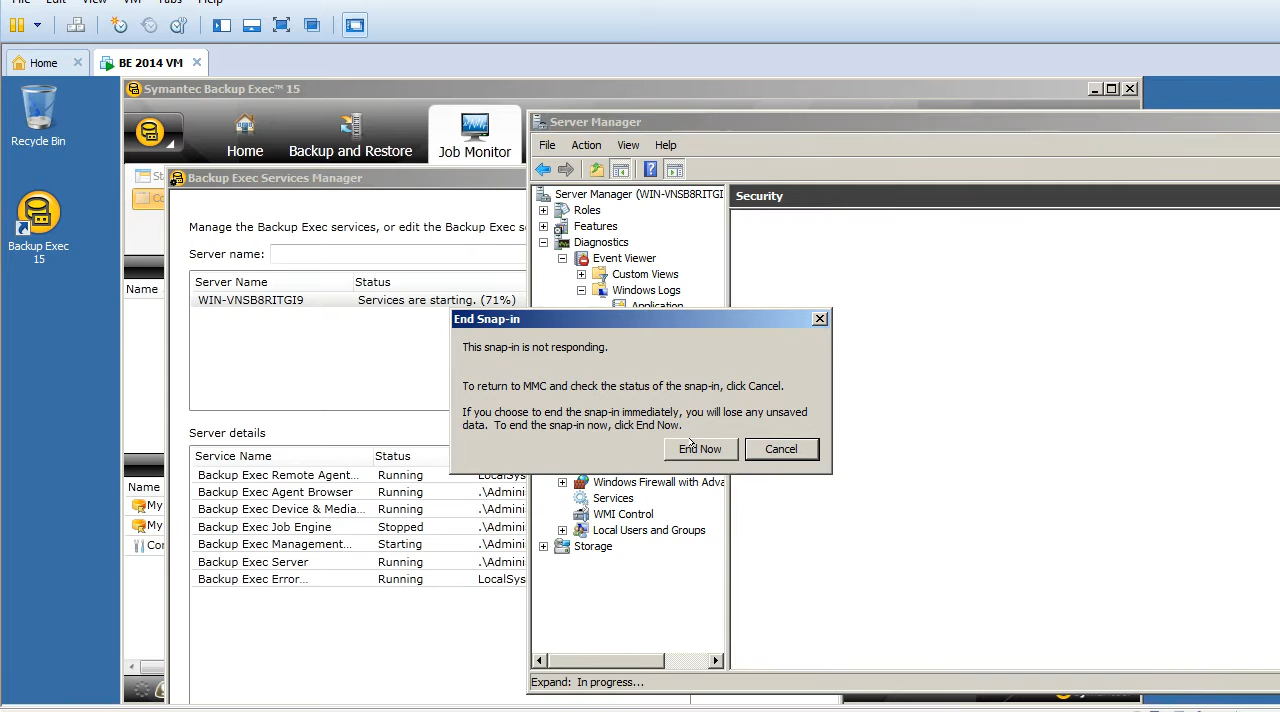 File Edit View VM Tabs Help
Home
BE 2014 VM
Recycle Bin
Backup Exec
15
Symantec Backup Exec™ 15
Home
Backup and Restore
Job Monitor
Backup Exec Services Manager
Manage the Backup Exec services, or edit the Backup Exec s
Server name:
Server Name Status
WIN-VNSB8RITGI9 Services are starting. (71%)
Server details
Service Name Status
Backup Exec Remote Agent... Running LocalSys
Backup Exec Agent Browser Running .\Admini
Backup Exec Device & Media... Running .\Admini
Backup Exec Job Engine Stopped .\Admini
Backup Exec Management... Starting .\Admini
Backup Exec Server Running .\Admini
Backup Exec Error... Running LocalSys
Name
Name
My
My
Cor
Server Manager
File Action View Help
Server Manager (WIN-VNSB8RITGI
Roles
Features
Diagnostics
Event Viewer
Custom Views
Windows Logs
Application
Security
End Snap-in
This snap-in is not responding.
To return to MMC and check the status of the snap-in, click Cancel.
If you choose to end the snap-in immediately, you will lose any unsaved
data. To end the snap-in now, click End Now.
End Now
Cancel
Windows Firewall with Adva
Services
WMI Control
Local Users and Groups
Storage
Expand: In progress...